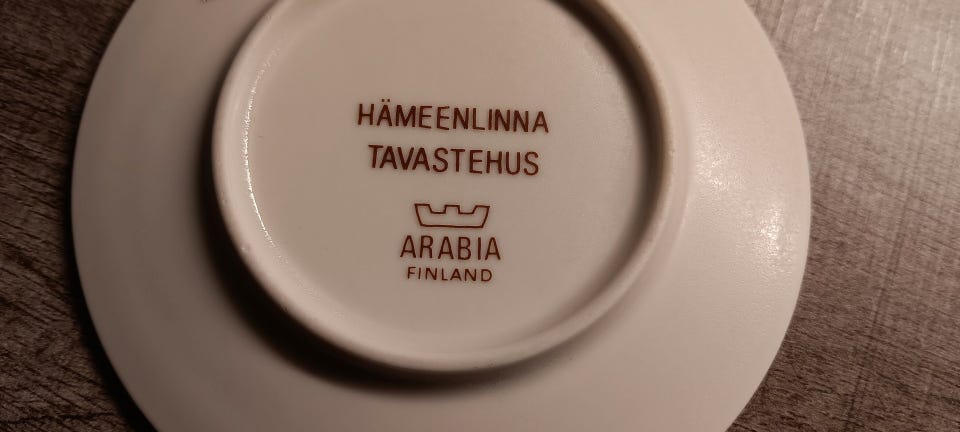 HÄMEENLINNA
TAVASTEHUS
ARABIA
FINLAND